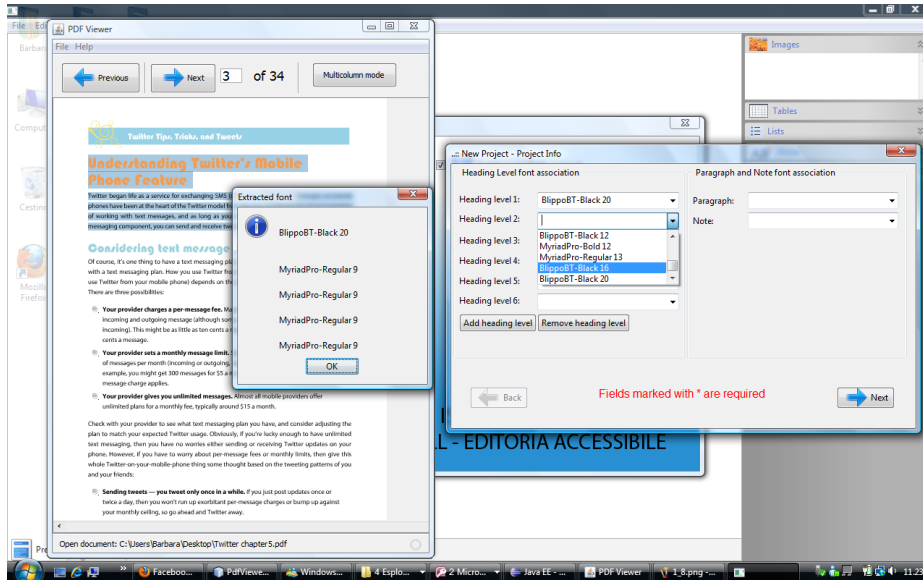 File Edi
Barbar
Comput
Cestin
Mozill
Firefox
PDF Viewer
File Help
Previous
Next
3
of 34
Multicolumn mode
Twitter Tips, Tricks, and Tweets
Understanding Twitter's Mobile
Phone Feature
Twitter began life as a service for exchanging SMS
phones have been at the heart of the Twitter model
of working with text messages, and as long as you
messaging component, you can send and receive
Considering text message
Of course, it's one thing to have a text messaging
with a text messaging plan. How you use Twitter
use Twitter from your mobile phone) depends on
There are three possibilities:
Your provider charges a per-message fee.
incoming and outgoing message (although
incoming). This might be as little as ten cents a
cents a message.
Your provider sets a monthly message limit.
of messages per month (incoming or outgoing,
example, you might get 300 messages for $5 a
message charge applies.
Your provider gives you unlimited messages. Almost all mobile providers offer
unlimited plans for a monthly fee, typically around $15 a month.
Check with your provider to see what text messaging plan you have, and consider adjusting the
plan to match your expected Twitter usage. Obviously, if you're lucky enough to have unlimited
text messaging, then you have no worries either sending or receiving Twitter updates on your
phone. However, if you have to worry about per-message fees or monthly limits, then give this
whole Twitter-on-your-mobile-phone thing some thought based on the tweeting patterns of you
and your friends:
Sending tweets — you tweet only once in a while. If you just post updates once or
twice a day, then you won't run up exorbitant per-message charges or bump up against
your monthly ceiling, so go ahead and Twitter away.
Open document: C:\Users\Barbara\Desktop\Twitter chapter5.pdf
Extracted font
BlippoBT-Black 20
MyriadPro-Regular 9
MyriadPro-Regular 9
MyriadPro-Regular 9
MyriadPro-Regular 9
OK
Images
Tables
Lists
..:: New Project - Project Info
Heading Level font association
Heading level 1:
BlippoBT-Black 20
Heading level 2:
BlippoBT-Black 12
MyriadPro-Bold 12
MyriadPro-Regular 13
BlippoBT-Black 16
BlippoBT-Black 20
Heading level 3:
Heading level 4:
Heading level 5:
Heading level 6:
Add heading level
Remove heading level
Paragraph and Note font association
Paragraph:
Note:
Back
Fields marked with * are required
Next
- EDITORIA ACCESSIBILE
Pre
Faceboo...
PdfViewe...
Windows...
4 Esplo...
2 Micro...
Java EE - ...
PDF Viewer
1_8.png -...